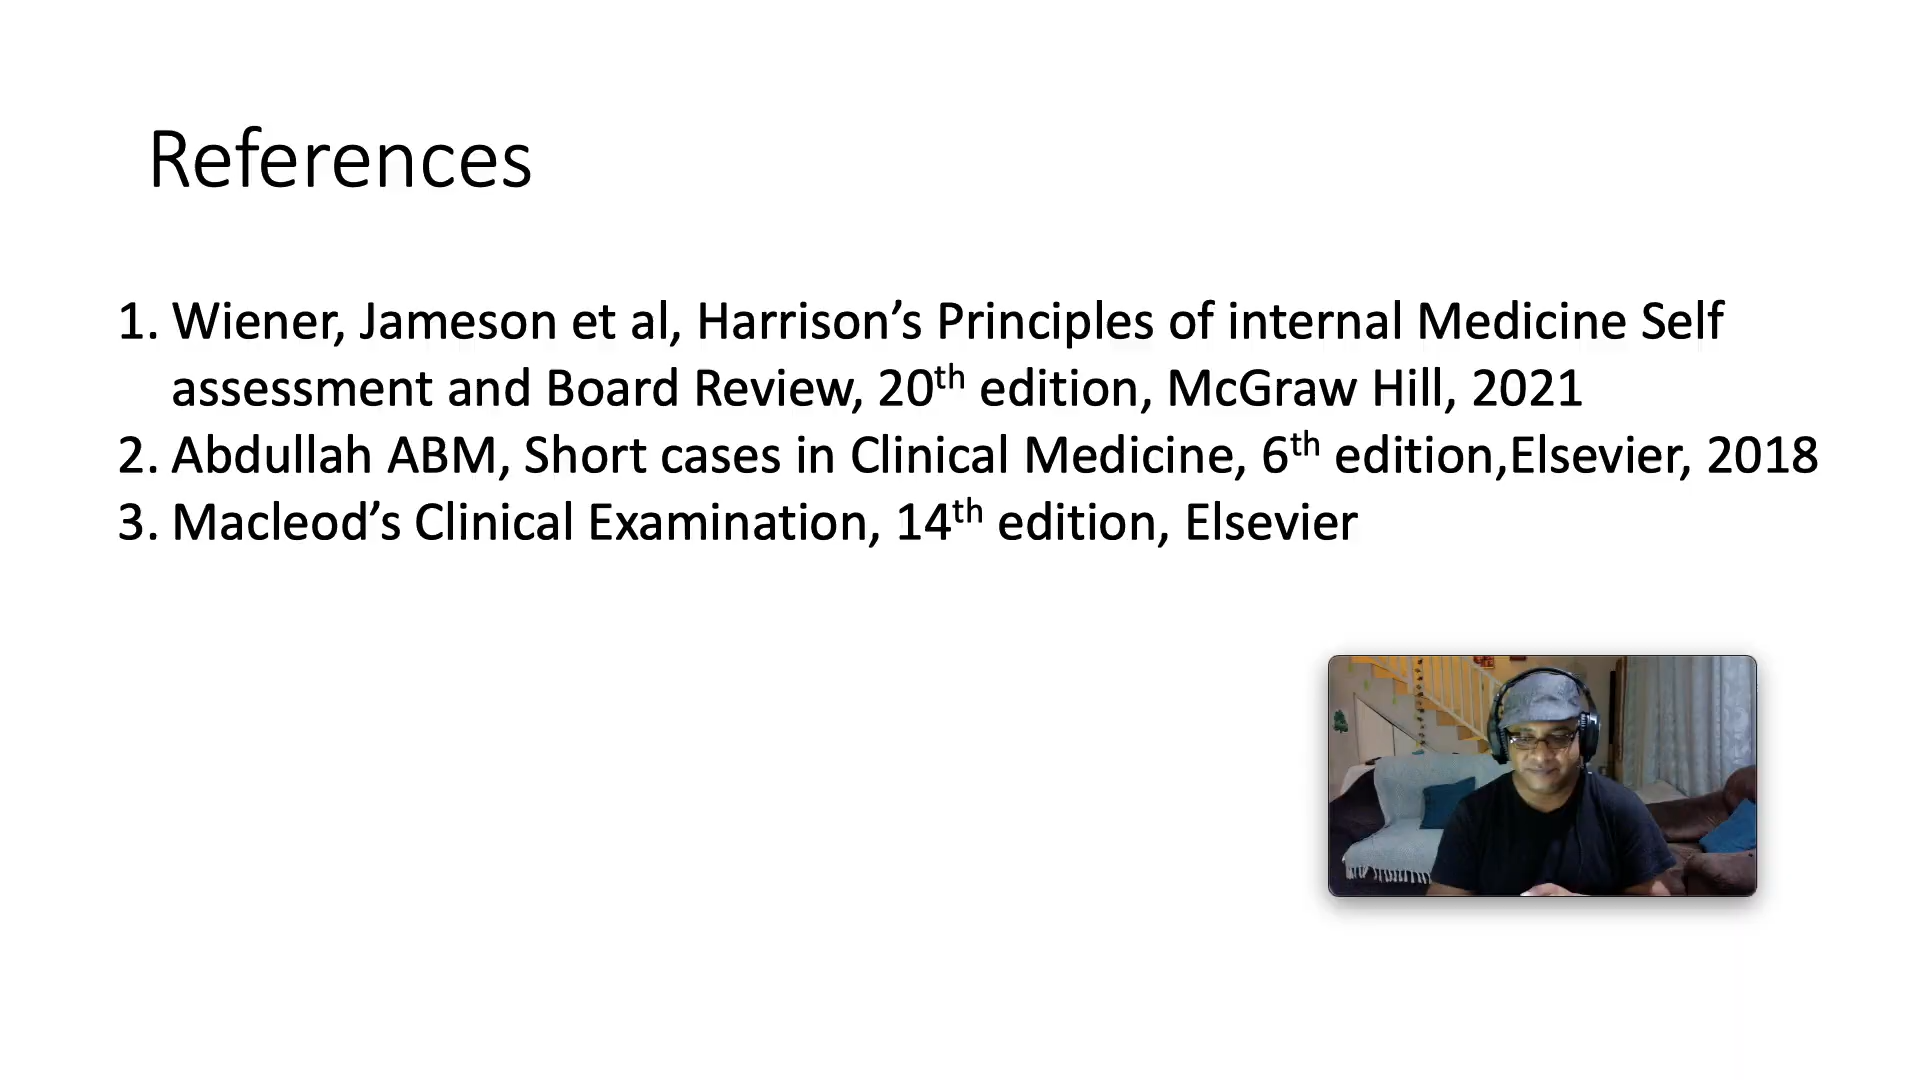 References
1. Wiener, Jameson et al, Harrison’s Principles of internal Medicine Self
assessment and Board Review, 20th edition, McGraw Hill, 2021
2. Abdullah ABM, Short cases in Clinical Medicine, 6th edition,Elsevier, 2018
3. Macleod’s Clinical Examination, 14th edition, Elsevier